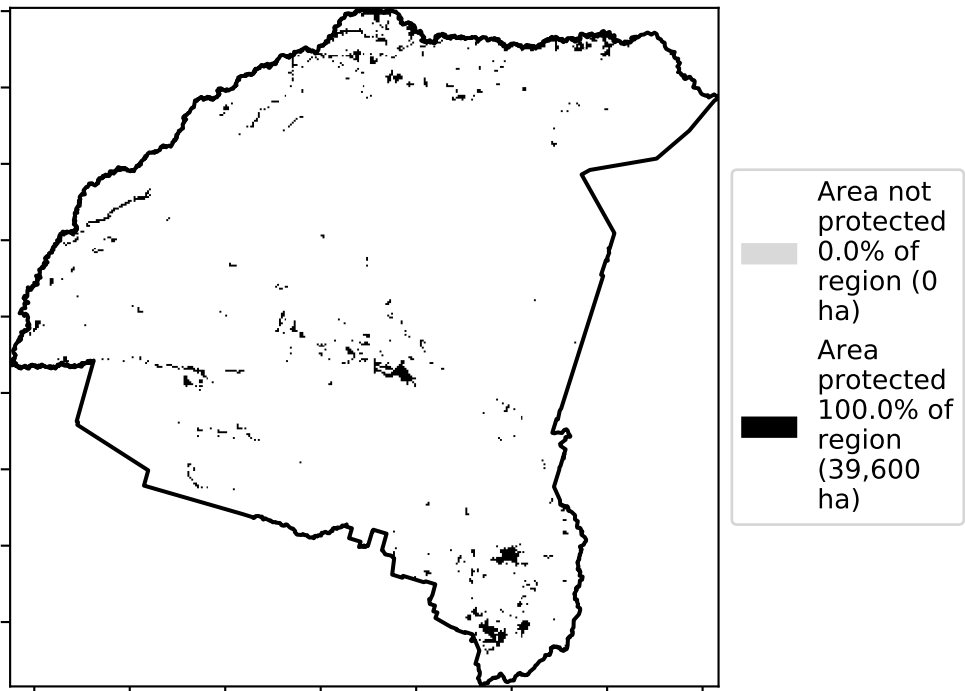 Area not
protected
0.0% of
region (0
ha)
Area
protected
100.0% of
region
(39,600
ha)